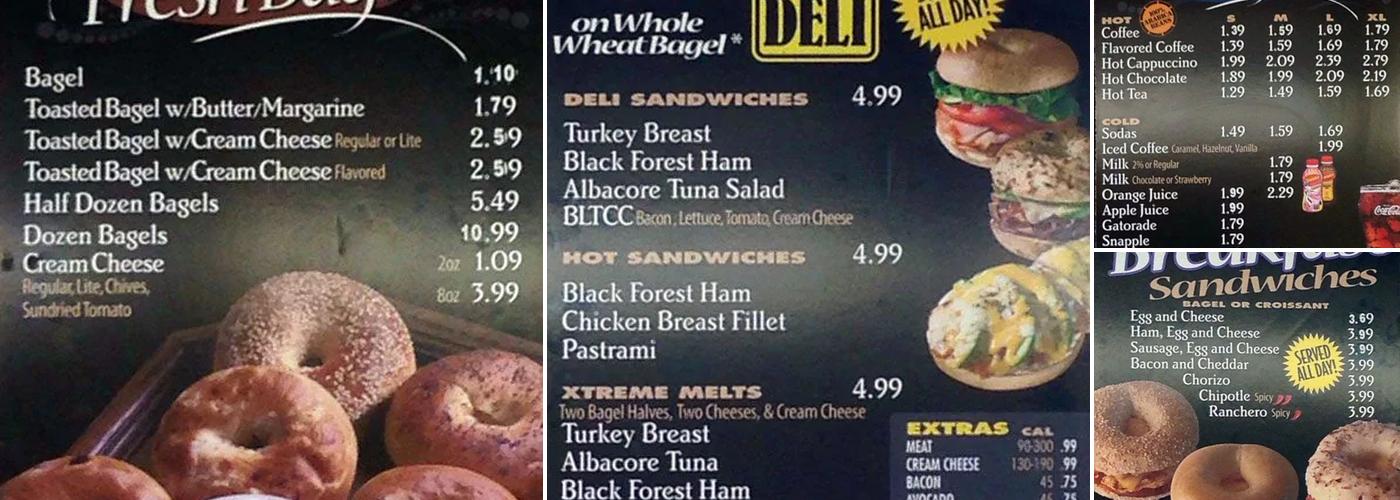 Fresh
Bagel 1.10
Toasted Bagel w/Butter/Margarine 1.79
Toasted Bagel w/Cream Cheese Regular or Lite 2.59
Toasted Bagel w/Cream Cheese Flavored 2.59
Half Dozen Bagels 5.49
Dozen Bagels 10.99
Cream Cheese 2oz 1.09
Regular, Lite, Chives, 8oz 3.99
Sundried Tomato
on Whole
Wheat Bagel*
DELI
ALL DAY!
DELI SANDWICHES 4.99
Turkey Breast
Black Forest Ham
Albacore Tuna Salad
BLTCC Bacon, Lettuce, Tomato, Cream Cheese
HOT SANDWICHES 4.99
Black Forest Ham
Chicken Breast Fillet
Pastrami
XTREME MELTS 4.99
Two Bagel Halves, Two Cheeses, & Cream Cheese
Turkey Breast
Albacore Tuna
Black Forest Ham
EXTRAS CAL
MEAT 90-300 .99
CREAM CHEESE 130-190 .99
BACON 45 .75
AVOCADO 45 .75
HOT 100% ARABICA BEANS S M L XL
Coffee 1.39 1.59 1.69 1.79
Flavored Coffee 1.39 1.59 1.69 1.79
Hot Cappuccino 1.99 2.09 2.39 2.79
Hot Chocolate 1.89 1.99 2.09 2.19
Hot Tea 1.29 1.49 1.59 1.69
COLD
Sodas 1.49 1.59 1.69
Iced Coffee Caramel, Hazelnut, Vanilla 1.99
Milk 2% or Regular 1.79
Milk Chocolate or Strawberry 1.79
Orange Juice 1.99 2.29
Apple Juice 1.99
Gatorade 1.79
Snapple 1.79
Coca-Cola
Breakfast
Sandwiches
BAGEL OR CROISSANT
Egg and Cheese 3.69
Ham, Egg and Cheese 3.99
Sausage, Egg and Cheese 3.99
Bacon and Cheddar 3.99
Chorizo 3.99
Chipotle Spicy 3.99
Ranchero Spicy 3.99
SERVED
ALL DAY!